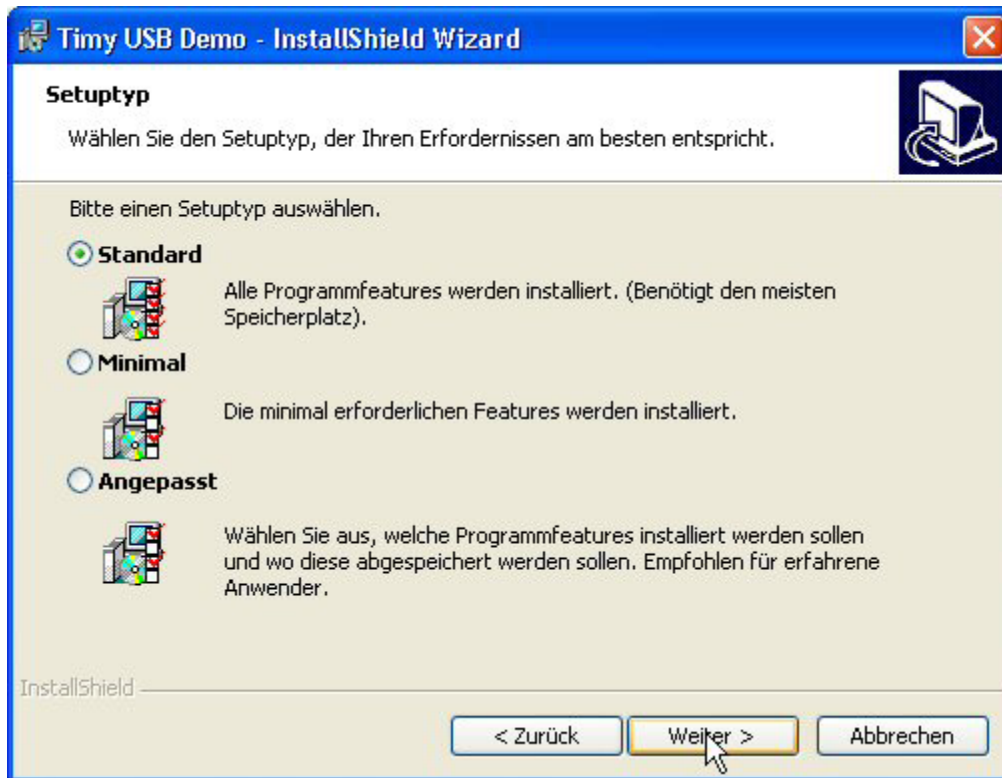 Timy USB Demo - InstallShield Wizard
Setuptyp
Wählen Sie den Setuptyp, der Ihren Erfordernissen am besten entspricht.
Bitte einen Setuptyp auswählen.
Standard
Alle Programmfeatures werden installiert. (Benötigt den meisten
Speicherplatz).
Minimal
Die minimal erforderlichen Features werden installiert.
Angepasst
Wählen Sie aus, welche Programmfeatures installiert werden sollen
und wo diese abgespeichert werden sollen. Empfohlen für erfahrene
Anwender.
InstallShield
< Zurück
Weiter >
Abbrechen